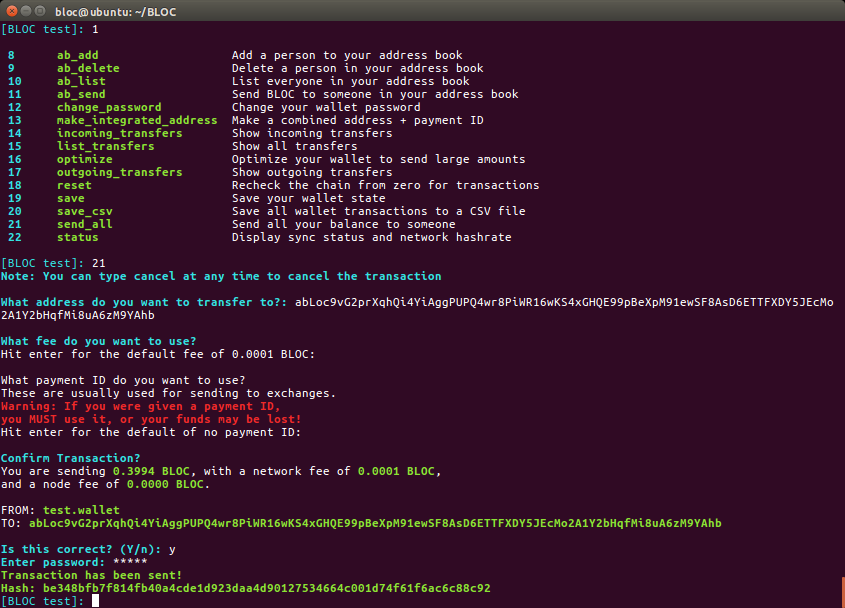 bloc@ubuntu: ~/BLOC
[BLOC test]: 1
8 ab_add Add a person to your address book
9 ab_delete Delete a person in your address book
10 ab_list List everyone in your address book
11 ab_send Send BLOC to someone in your address book
12 change_password Change your wallet password
13 make_integrated_address Make a combined address + payment ID
14 incoming_transfers Show incoming transfers
15 list_transfers Show all transfers
16 optimize Optimize your wallet to send large amounts
17 outgoing_transfers Show outgoing transfers
18 reset Recheck the chain from zero for transactions
19 save Save your wallet state
20 save_csv Save all wallet transactions to a CSV file
21 send_all Send all your balance to someone
22 status Display sync status and network hashrate
[BLOC test]: 21
Note: You can type cancel at any time to cancel the transaction
What address do you want to transfer to?: abLoc9vG2prXqhQi4YiAggPUPQ4wr8PiWR16wKS4xGHQE99pBeXpM91ewSF8AsD6ETTFXDY5JEcMo
2A1Y2bHqfMi8uA6zM9YAhb
What fee do you want to use?
Hit enter for the default fee of 0.0001 BLOC:
What payment ID do you want to use?
These are usually used for sending to exchanges.
Warning: If you were given a payment ID,
you MUST use it, or your funds may be lost!
Hit enter for the default of no payment ID:
Confirm Transaction?
You are sending 0.3994 BLOC, with a network fee of 0.0001 BLOC,
and a node fee of 0.0000 BLOC.
FROM: test.wallet
TO: abLoc9vG2prXqhQi4YiAggPUPQ4wr8PiWR16wKS4xGHQE99pBeXpM91ewSF8AsD6ETTFXDY5JEcMo2A1Y2bHqfMi8uA6zM9YAhb
Is this correct? (Y/n): y
Enter password: *****
Transaction has been sent!
Hash: be348bfb7f814fb40a4cde1d923daa4d90127534664c001d74f61f6ac6c88c92
[BLOC test]: